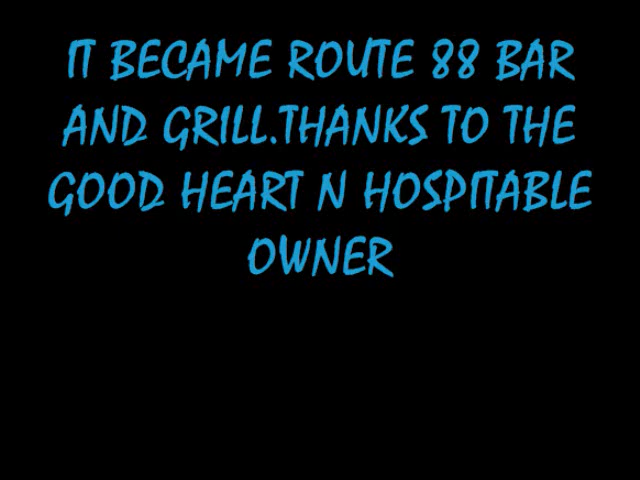 IT BECAME ROUTE 88 BAR
AND GRILL.THANKS TO THE
GOOD HEART N HOSPITABLE
OWNER